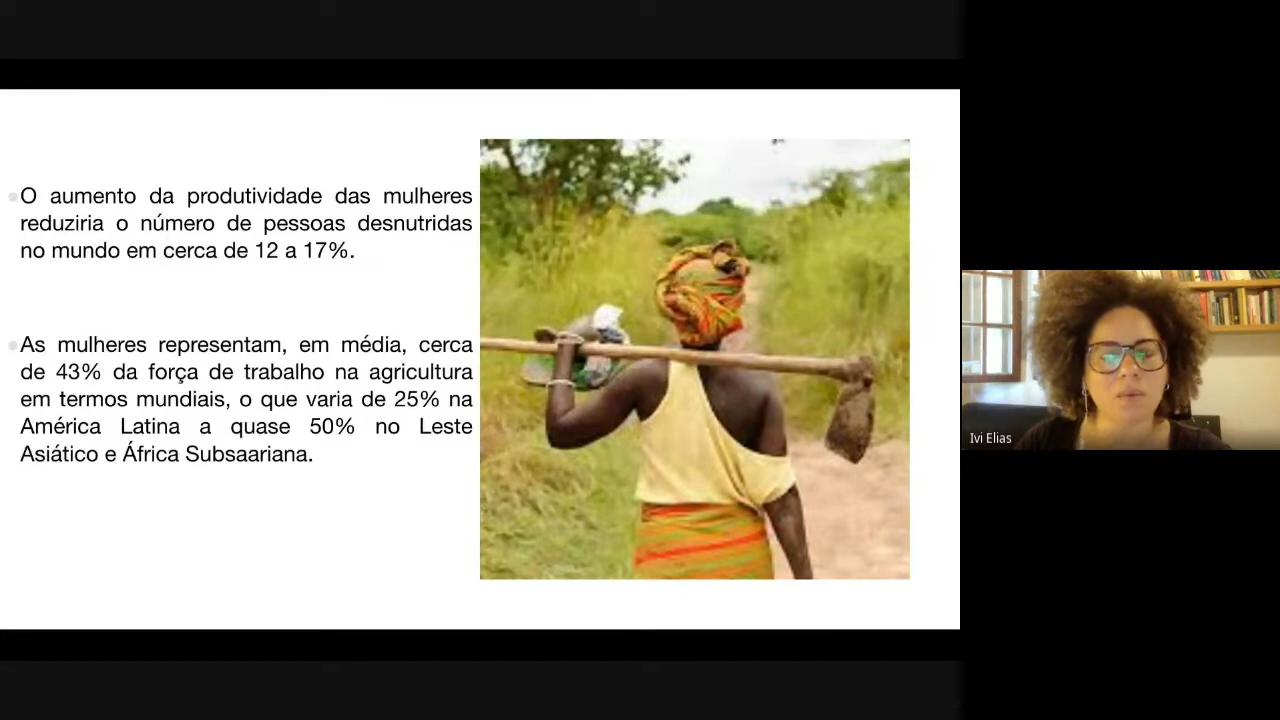 O aumento da produtividade das mulheres
reduziria o número de pessoas desnutridas
no mundo em cerca de 12 a 17%.
As mulheres representam, em média, cerca
de 43% da força de trabalho na agricultura
em termos mundiais, o que varia de 25% na
América Latina a quase 50% no Leste
Asiático e África Subsaariana.
Ivi Elias